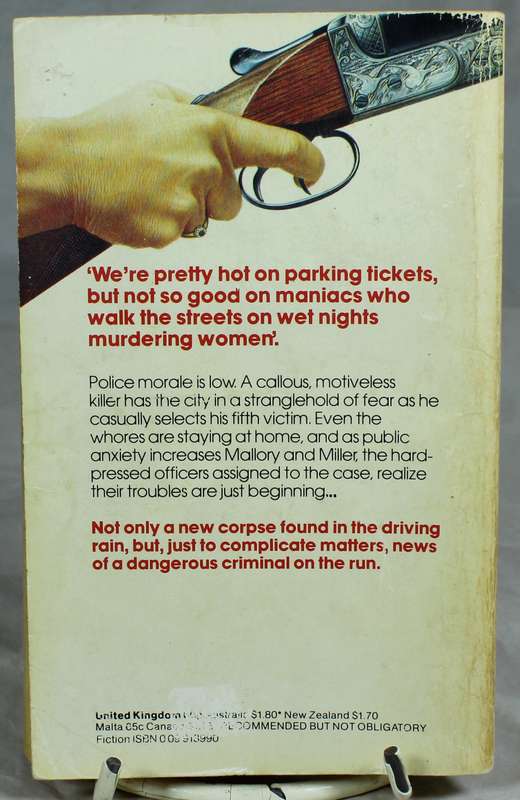 'We're pretty hot on parking tickets,
but not so good on maniacs who
walk the streets on wet nights
murdering women'.
Police morale is low. A callous, motiveless
killer has the city in a stranglehold of fear as he
casually selects his fifth victim. Even the
whores are staying at home, and as public
anxiety increases Mallory and Miller, the hard-
pressed officers assigned to the case, realize
their troubles are just beginning...
Not only a new corpse found in the driving
rain, but, just to complicate matters, news
of a dangerous criminal on the run.
United Kingdom $1.80* New Zealand $1.70
Malta 65c RECOMMENDED BUT NOT OBLIGATORY
Fiction ISBN 0 09